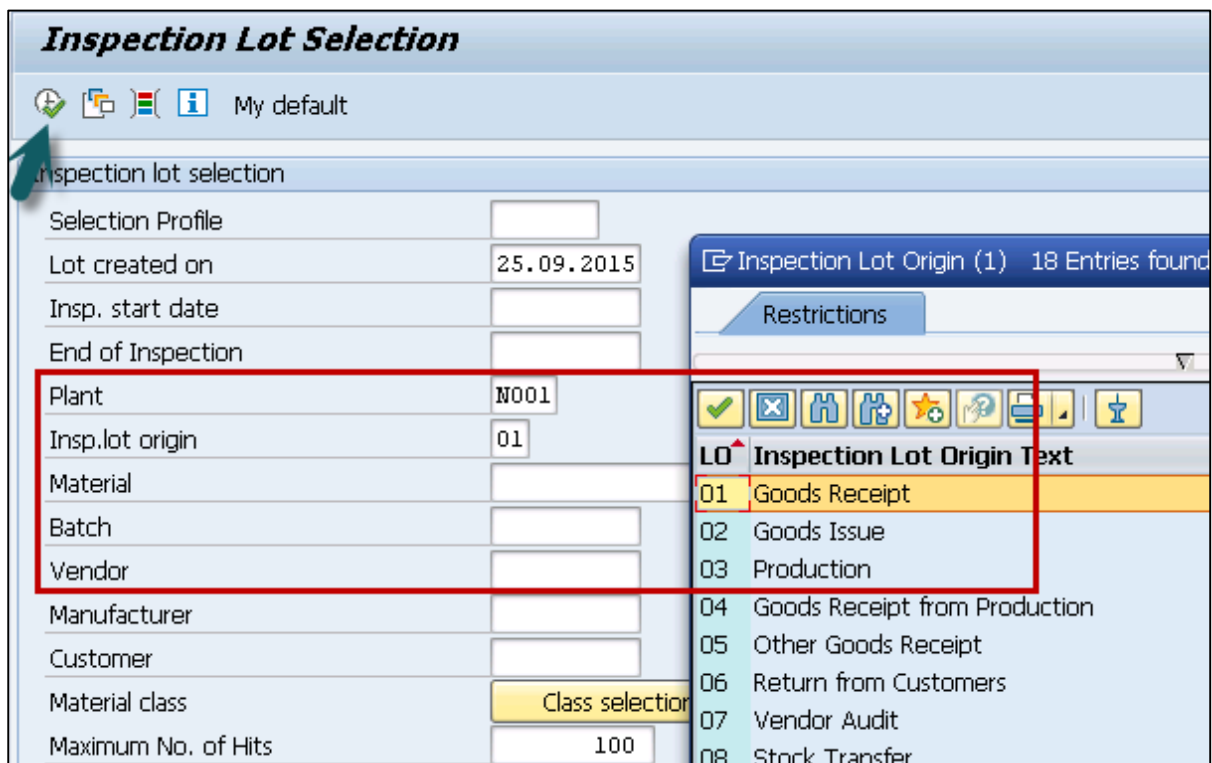 Inspection Lot Selection
My default
Inspection lot selection
Selection Profile
Lot created on 25.09.2015
Insp. start date
End of Inspection
Plant N001
Insp.lot origin 01
Material
Batch
Vendor
Manufacturer
Customer
Material class Class selection
Maximum No. of Hits 100
Inspection Lot Origin (1) 18 Entries found
Restrictions
LO Inspection Lot Origin Text
01 Goods Receipt
02 Goods Issue
03 Production
04 Goods Receipt from Production
05 Other Goods Receipt
06 Return from Customers
07 Vendor Audit
08 Stock Transfer